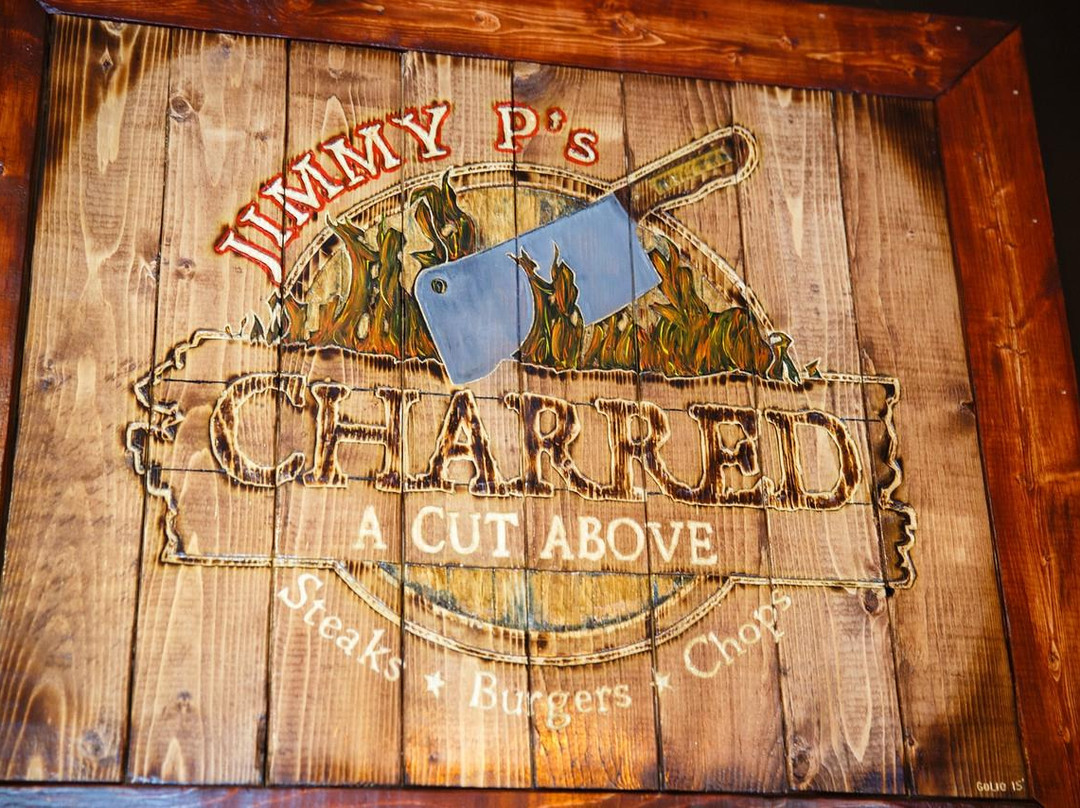 JIMMY P's
CHARRED
A CUT ABOVE
Steaks ★ Burgers ★ Chops
GOLIO 15'